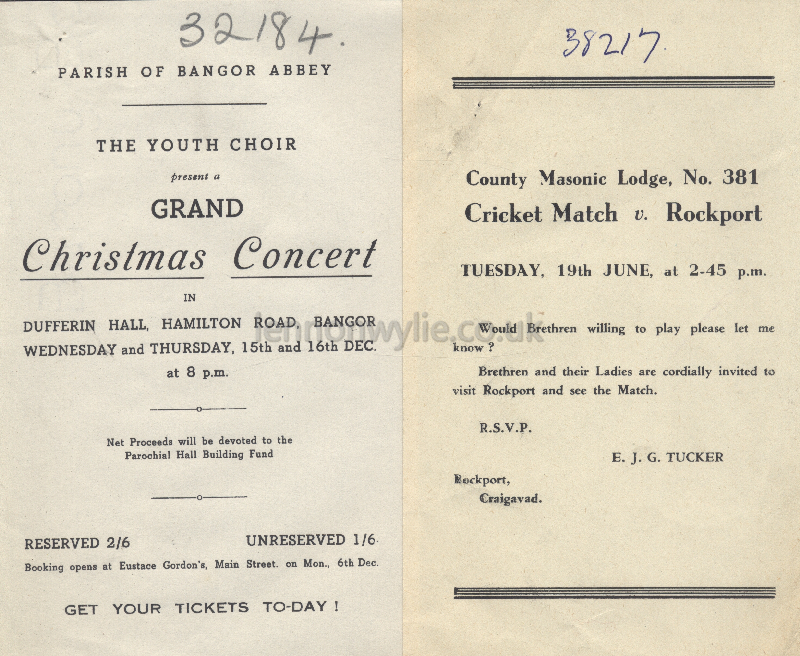 32184.
PARISH OF BANGOR ABBEY
THE YOUTH CHOIR
present a
GRAND
Christmas Concert
IN
DUFFERIN HALL, HAMILTON ROAD, BANGOR
WEDNESDAY and THURSDAY, 15th and 16th DEC.
at 8 p.m.
Net Proceeds will be devoted to the
Parochial Hall Building Fund
RESERVED 2/6 UNRESERVED 1/6.
Booking opens at Eustace Gordon's, Main Street. on Mon., 6th Dec.
GET YOUR TICKETS TO-DAY !
38217.
County Masonic Lodge, No. 381
Cricket Match v. Rockport
TUESDAY, 19th JUNE, at 2-45 p.m.
Would Brethren willing to play please let me
know ?
Brethren and their Ladies are cordially invited to
visit Rockport and see the Match.
R.S.V.P.
E. J. G. TUCKER
Rockport,
Craigavad.
lennonwylie.co.uk